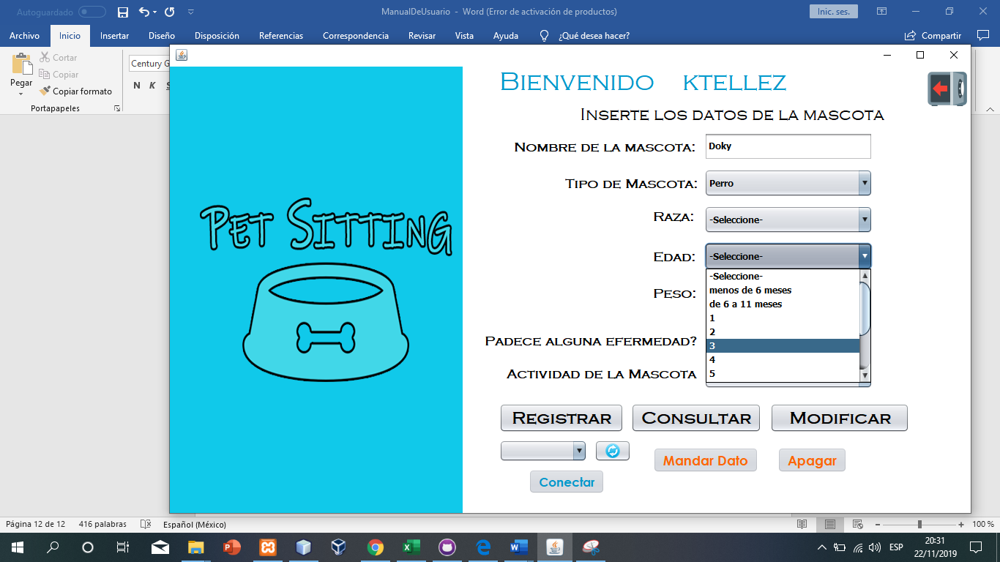 Autoguardado
ManualDeUsuario - Word (Error de activación de productos)
Inic. ses.
Archivo Inicio Insertar Diseño Disposición Referencias Correspondencia Revisar Vista Ayuda ¿Qué desea hacer? Compartir
Pegar
Cortar
Copiar
Copiar formato
Portapapeles
Century G
N K S
BIENVENIDO KTELLEZ
INSERTE LOS DATOS DE LA MASCOTA
NOMBRE DE LA MASCOTA: Doky
TIPO DE MASCOTA: Perro
RAZA: -Seleccione-
EDAD: -Seleccione-
-Seleccione-
menos de 6 meses
de 6 a 11 meses
1
2
3
4
5
PESO:
PADECE ALGUNA EFERMEDAD?
ACTIVIDAD DE LA MASCOTA
PET SITTING
REGISTRAR CONSULTAR MODIFICAR
Mandar Dato Apagar
Conectar
Página 12 de 12 416 palabras Español (México) 100 %
ESP
20:31
22/11/2019